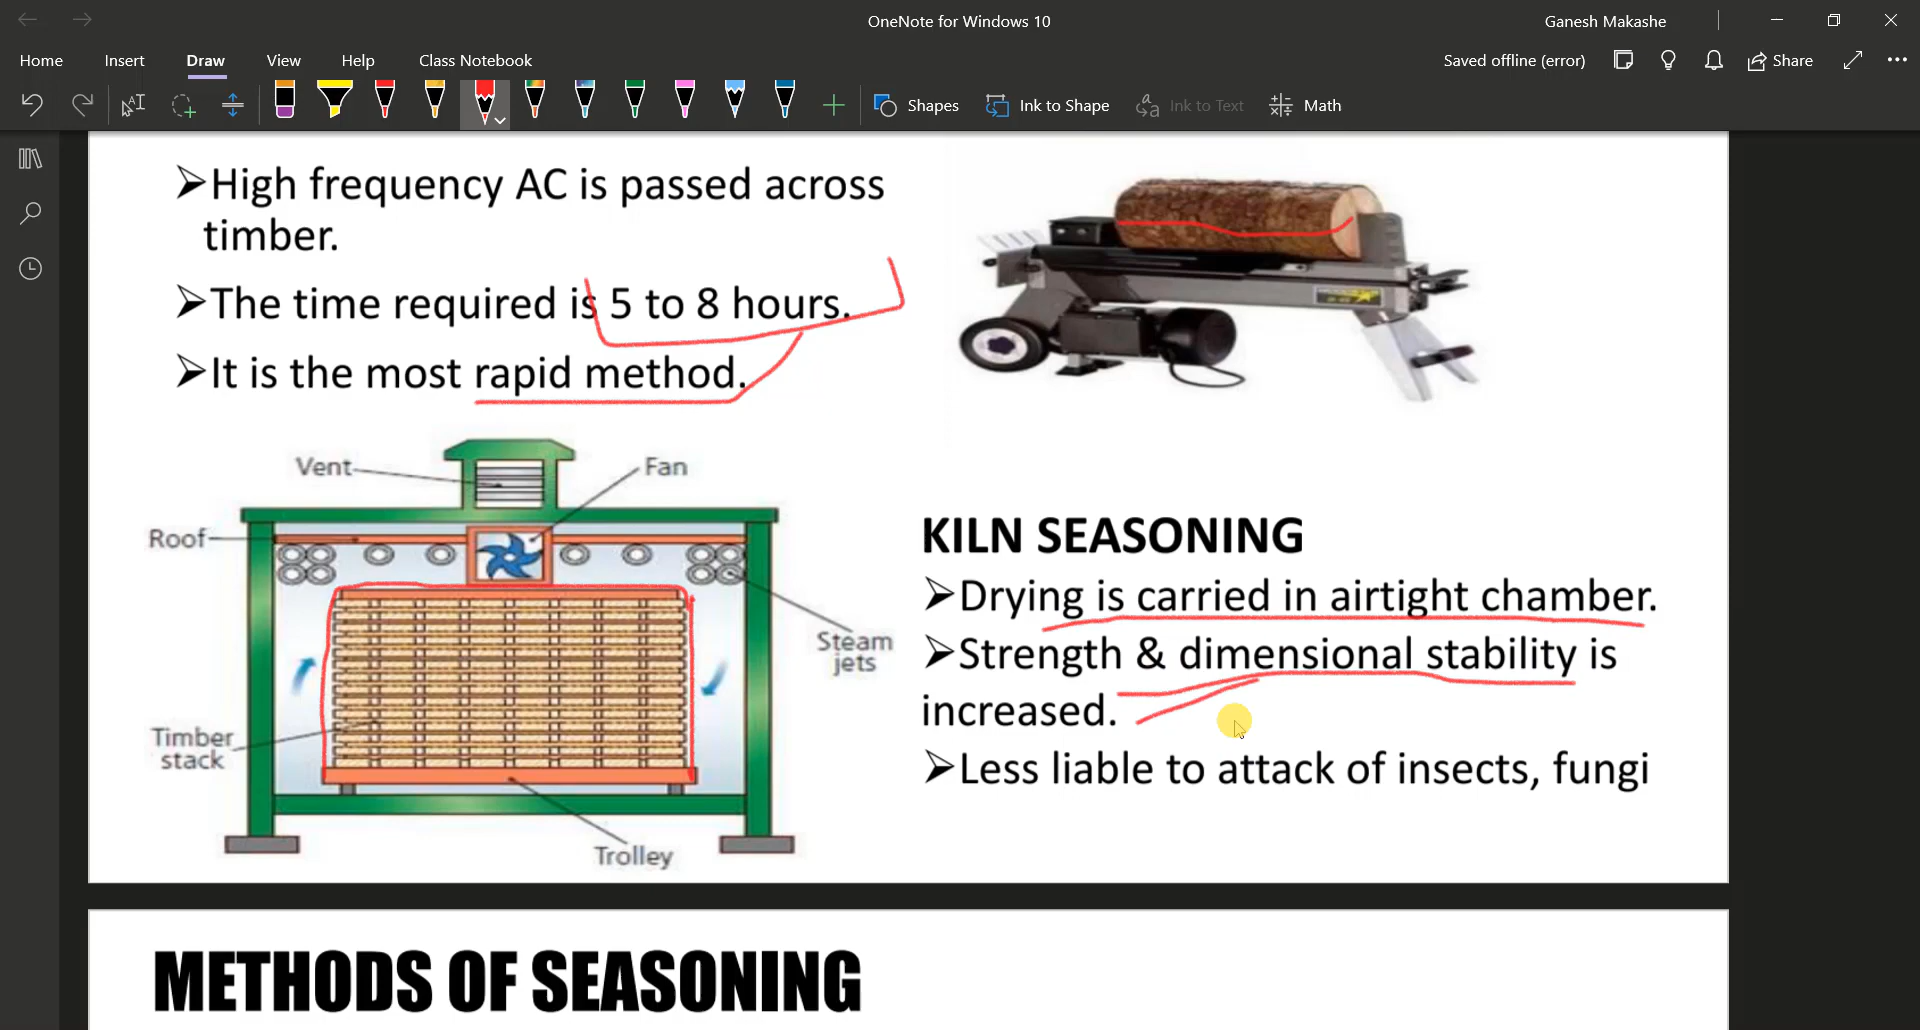 OneNote for Windows 10
Ganesh Makashe
Home Insert Draw View Help Class Notebook
Saved offline (error)
Share
Shapes
Ink to Shape
Ink to Text
Math
➢High frequency AC is passed across
timber.
➢The time required is 5 to 8 hours.
➢It is the most rapid method.
Vent
Fan
Roof
Steam
jets
Timber
stack
Trolley
KILN SEASONING
➢Drying is carried in airtight chamber.
➢Strength & dimensional stability is
increased.
➢Less liable to attack of insects, fungi
METHODS OF SEASONING